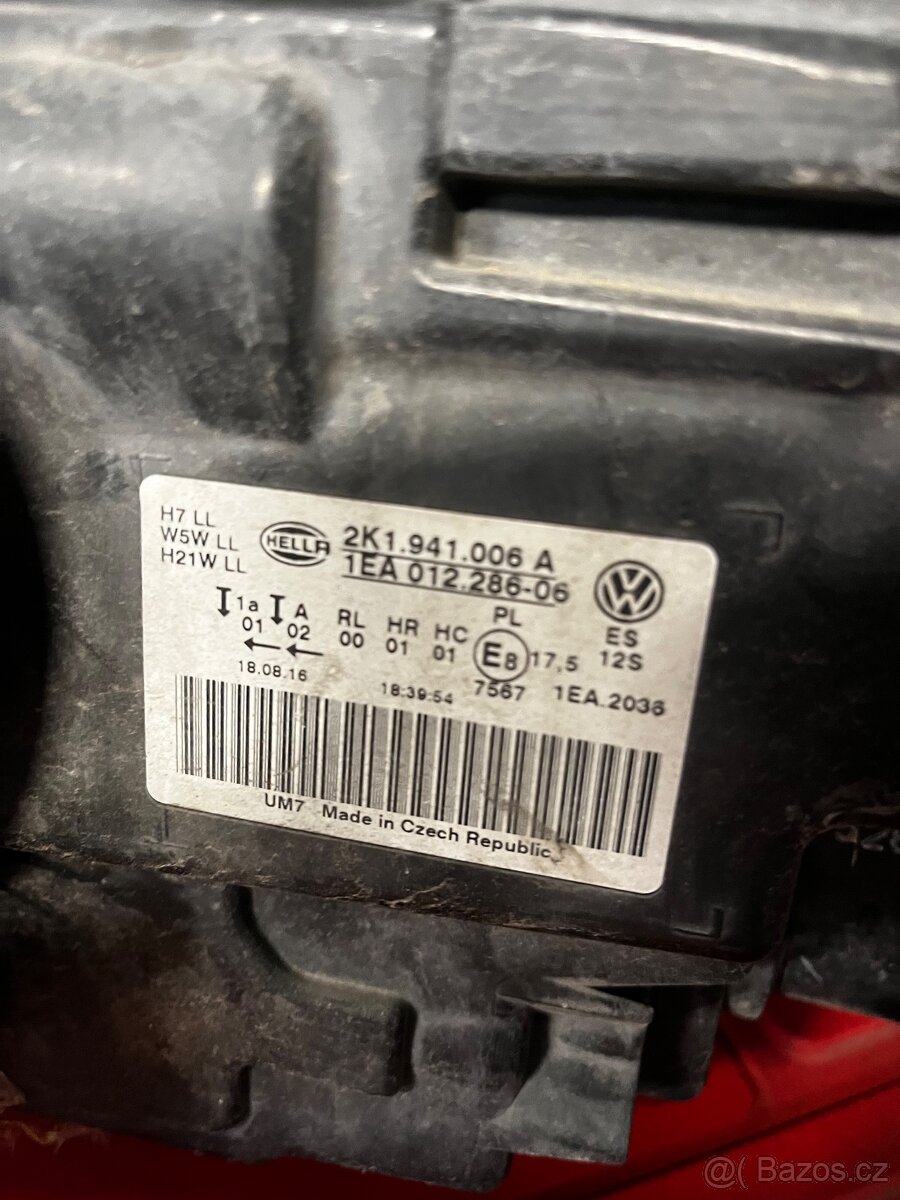 H7 LL
W5W LL
H21W LL
HELLA
2K1.941.006 A
1EA 012.286-06
1a A RL HR HC PL ES
01 02 00 01 01 E8 17,5 12S
18.08.16 18:39:54 7567 1EA.2036
UM7 Made in Czech Republic
@( Bazos.cz